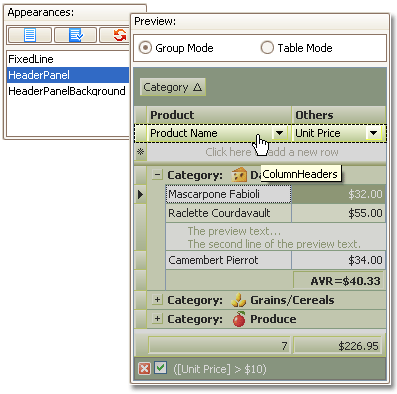 Appearances:
FixedLine
HeaderPanel
HeaderPanelBackground
Preview:
Group Mode Table Mode
Category
Product Others
Product Name Unit Price
Click here to add a new row
ColumnHeaders
Category: Da
Mascarpone Fabioli $32.00
Raclette Courdavault $55.00
The preview text...
The second line of the preview text.
Camembert Pierrot $34.00
AVR=$40.33
Category: Grains/Cereals
Category: Produce
7 $226.95
([Unit Price] > $10)